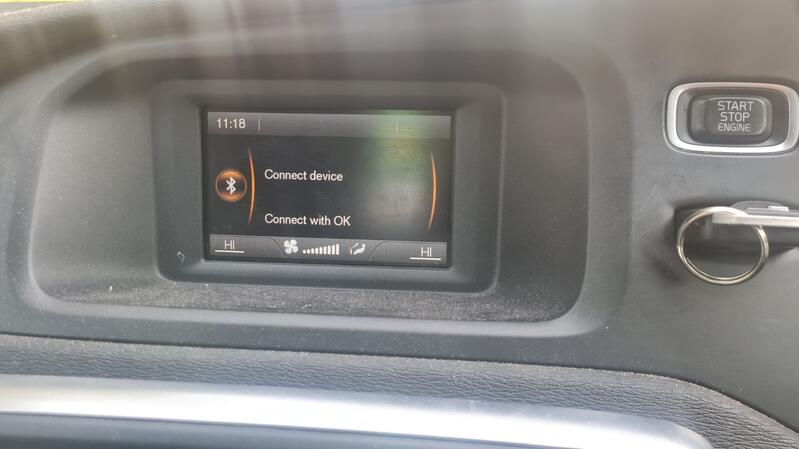 11:18
START
STOP
ENGINE
Connect device
Connect with OK
HI
HI